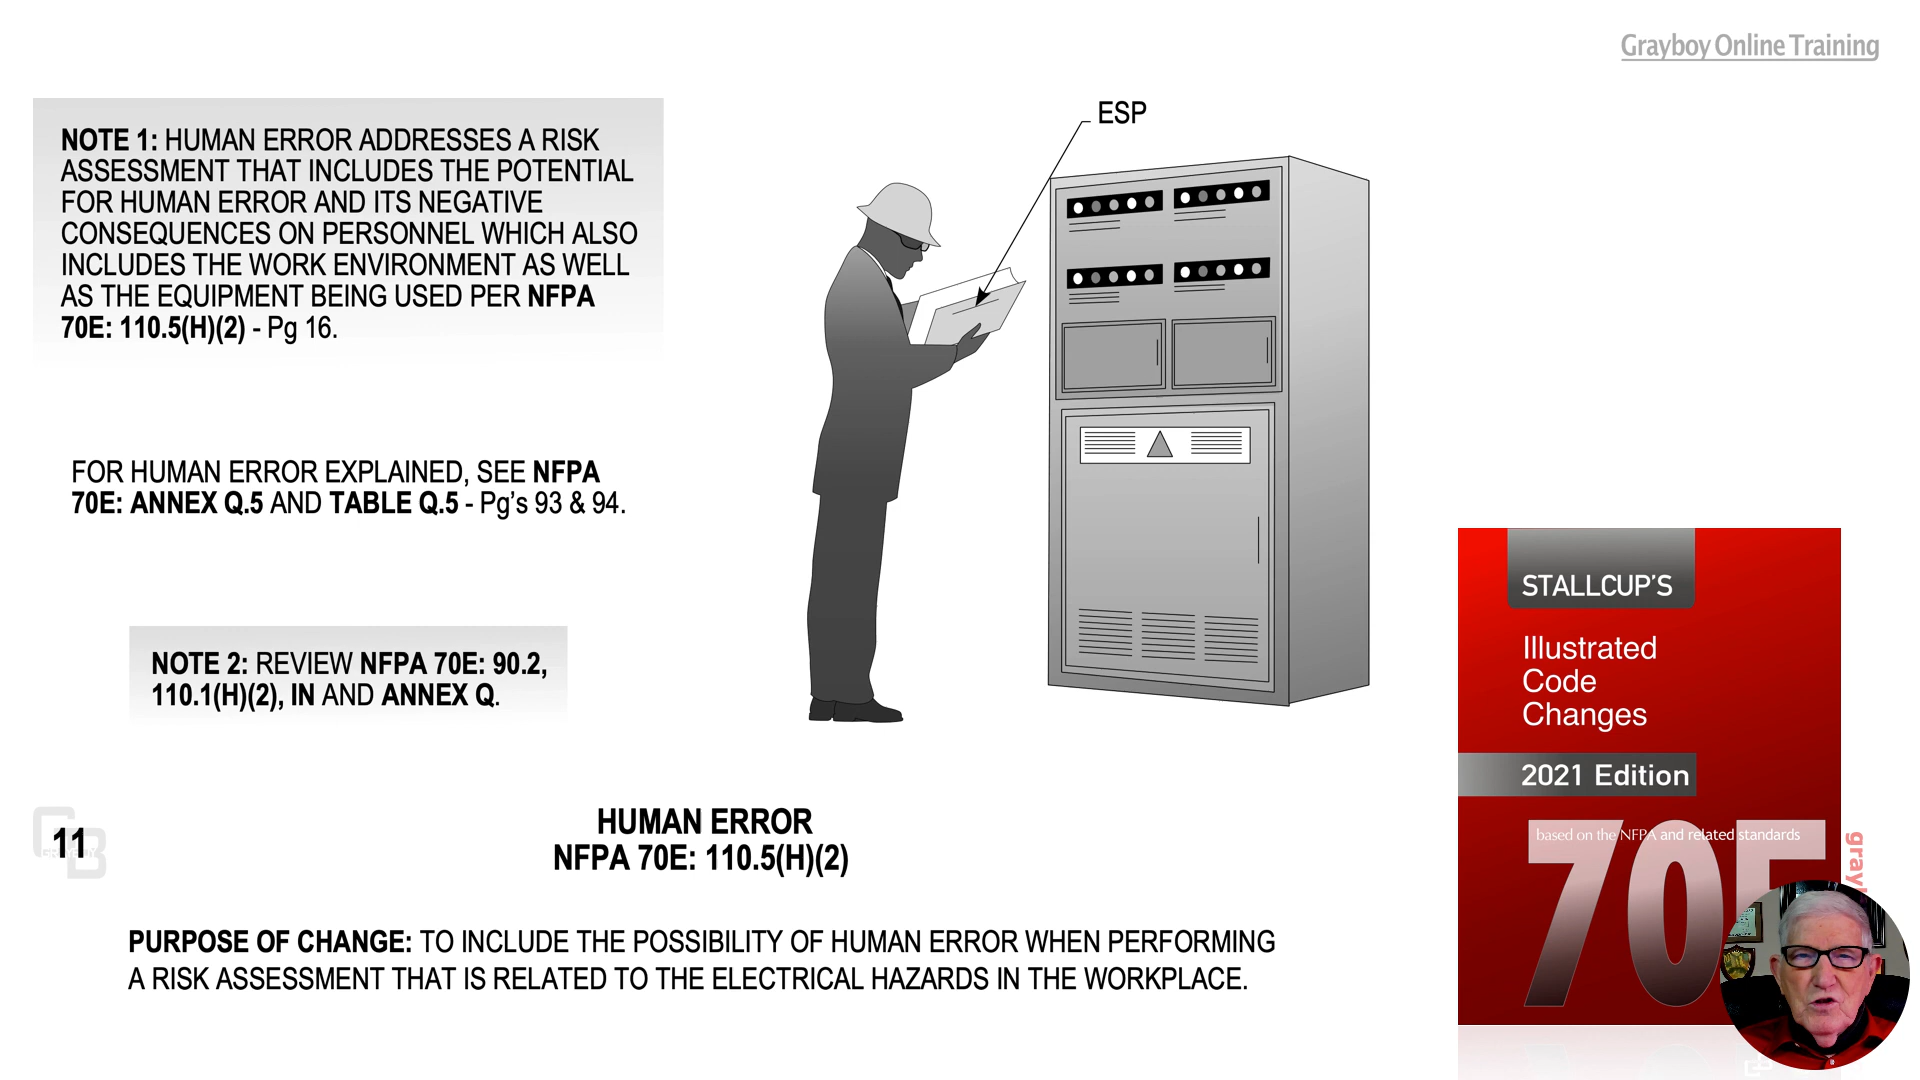 Grayboy Online Training
NOTE 1: HUMAN ERROR ADDRESSES A RISK
ASSESSMENT THAT INCLUDES THE POTENTIAL
FOR HUMAN ERROR AND ITS NEGATIVE
CONSEQUENCES ON PERSONNEL WHICH ALSO
INCLUDES THE WORK ENVIRONMENT AS WELL
AS THE EQUIPMENT BEING USED PER NFPA
70E: 110.5(H)(2) - Pg 16.
ESP
FOR HUMAN ERROR EXPLAINED, SEE NFPA
70E: ANNEX Q.5 AND TABLE Q.5 - Pg's 93 & 94.
NOTE 2: REVIEW NFPA 70E: 90.2,
110.1(H)(2), IN AND ANNEX Q.
STALLCUP'S
Illustrated
Code
Changes
2021 Edition
based on the NFPA and related standards
70E
11
HUMAN ERROR
NFPA 70E: 110.5(H)(2)
PURPOSE OF CHANGE: TO INCLUDE THE POSSIBILITY OF HUMAN ERROR WHEN PERFORMING
A RISK ASSESSMENT THAT IS RELATED TO THE ELECTRICAL HAZARDS IN THE WORKPLACE.